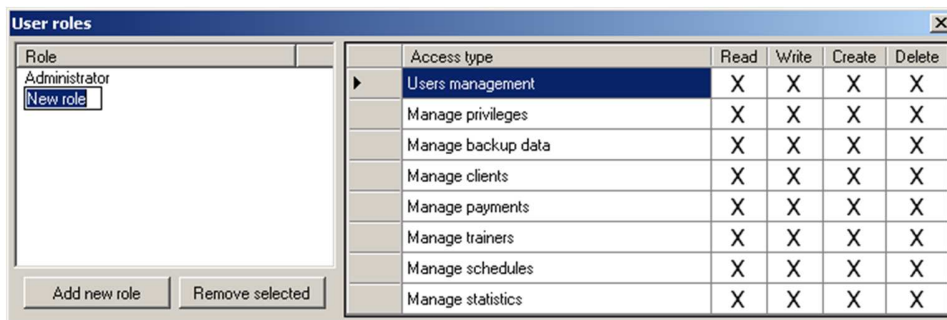 User roles
Role
Administrator
New role
Add new role Remove selected
Access type Read Write Create Delete
Users management X X X X
Manage privileges X X X X
Manage backup data X X X X
Manage clients X X X X
Manage payments X X X X
Manage trainers X X X X
Manage schedules X X X X
Manage statistics X X X X